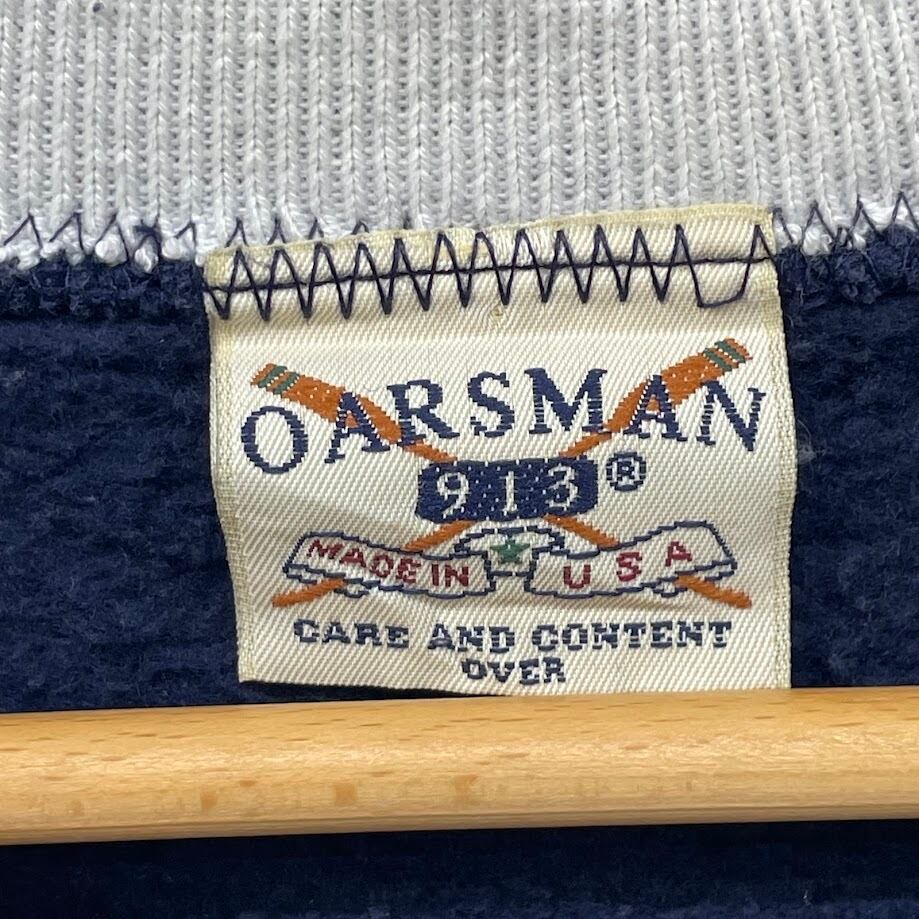 OARSMAN
913®
MADE IN USA
CARE AND CONTENT
OVER